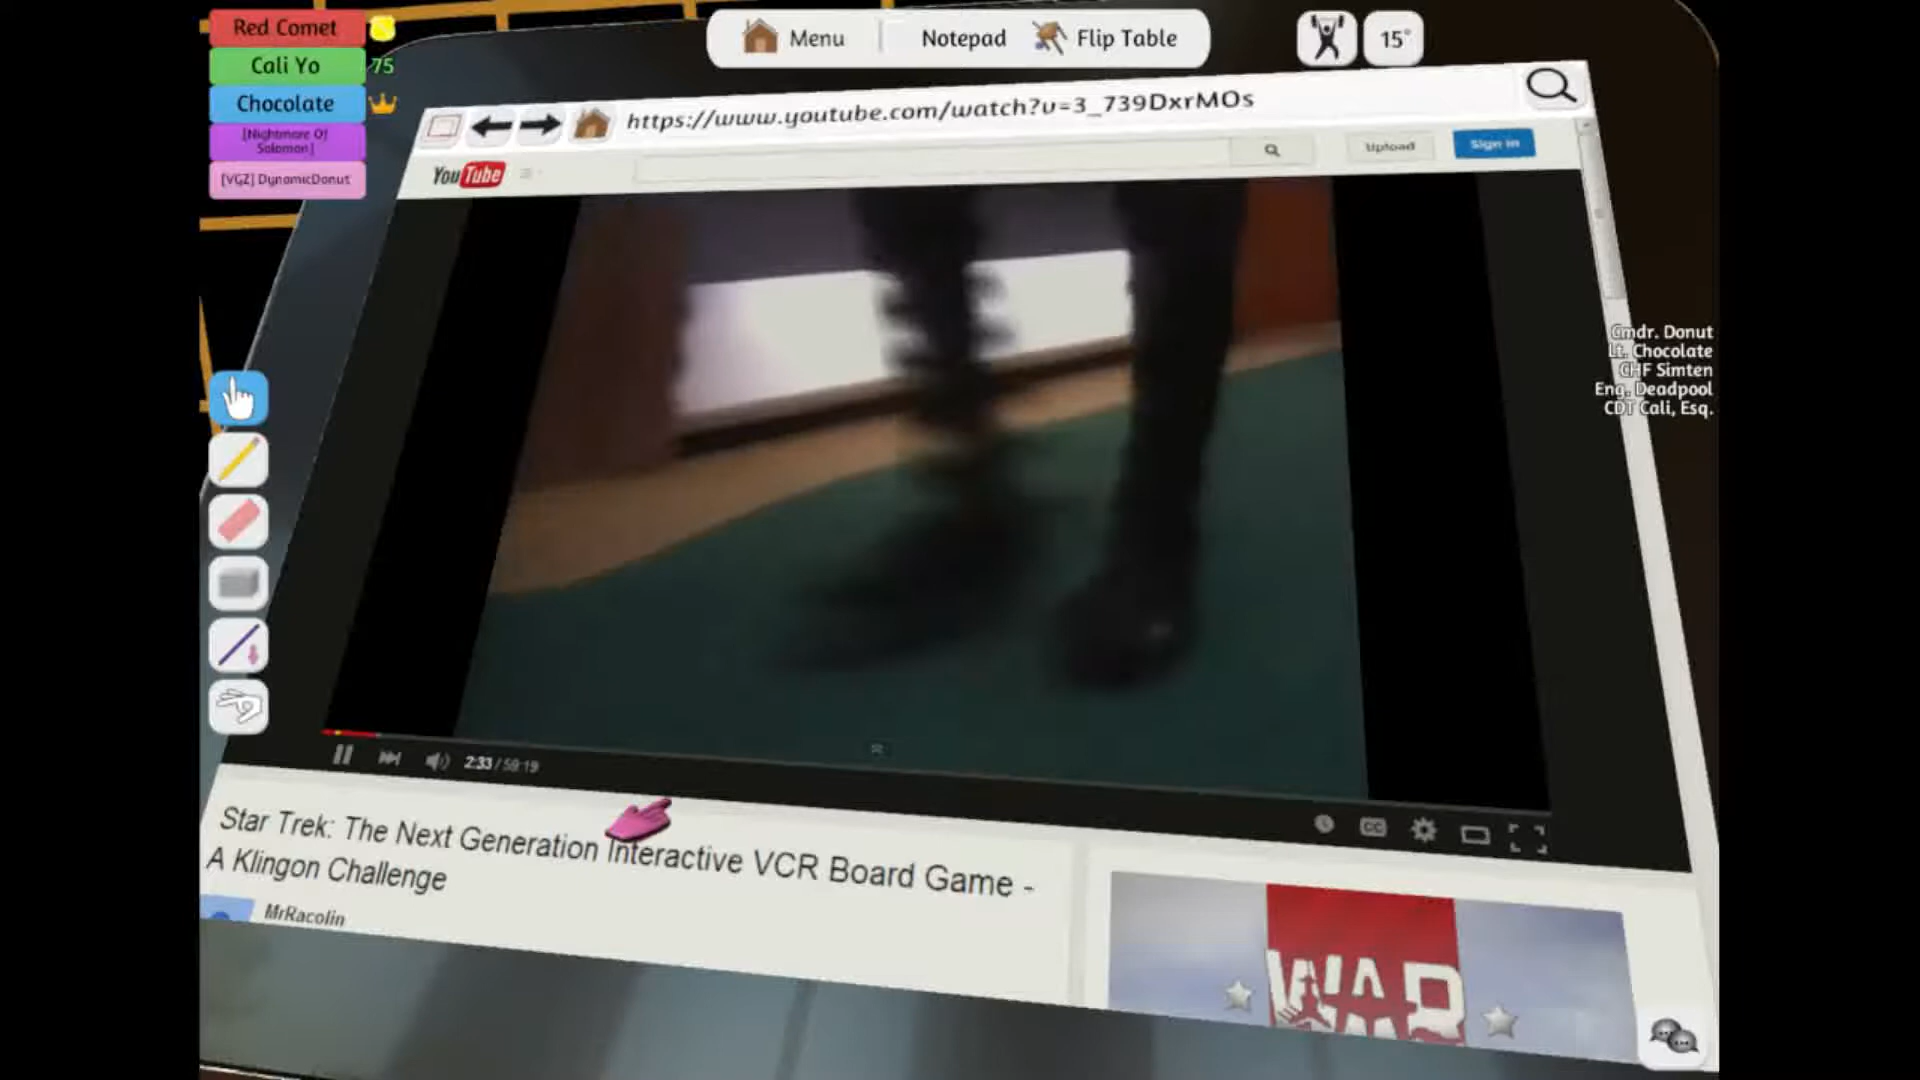 Red Comet
Cali Yo
75
Chocolate
[Nightmare Of
Solomon]
[VGZ] DynamicDonut
Menu
Notepad
Flip Table
15°
https://www.youtube.com/watch?v=3_739DxrMOs
YouTube
Upload
Sign in
Cmdr. Donut
Lt. Chocolate
CHF Simten
Eng. Deadpool
CDT Cali, Esq.
2:33 / 59:19
CC
Star Trek: The Next Generation Interactive VCR Board Game -
A Klingon Challenge
MrRacolin
WAR